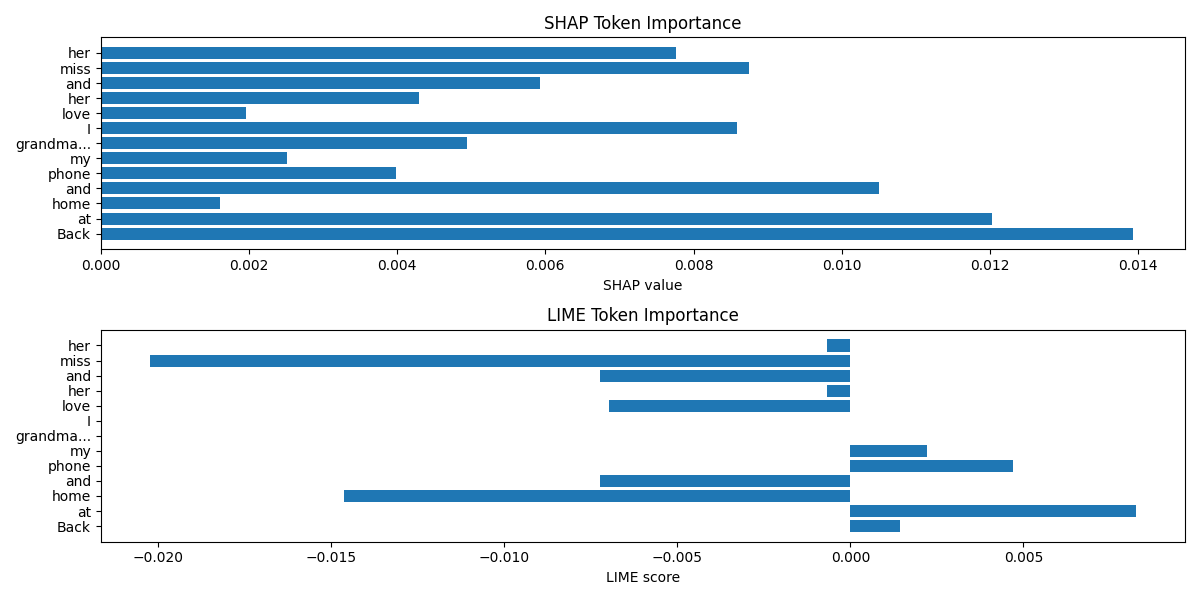 SHAP Token Importance
her
miss
and
her
love
I
grandma...
my
phone
and
home
at
Back
0.000 0.002 0.004 0.006 0.008 0.010 0.012 0.014
SHAP value
LIME Token Importance
her
miss
and
her
love
I
grandma...
my
phone
and
home
at
Back
−0.020 −0.015 −0.010 −0.005 0.000 0.005
LIME score